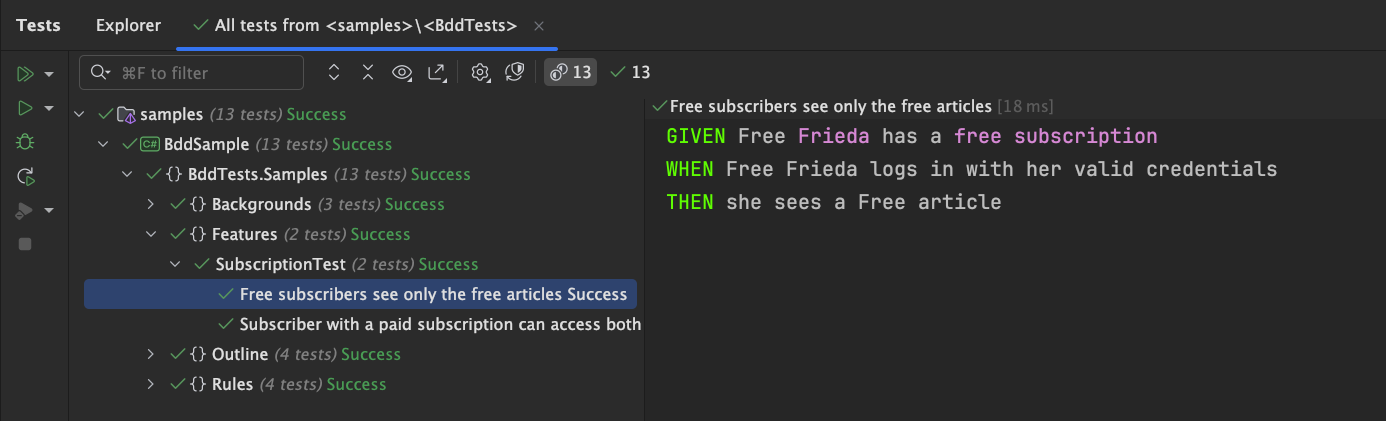 Tests Explorer All tests from <samples>\<BddTests>
⌘F to filter 13 13
samples (13 tests) Success
C# BddSample (13 tests) Success
{} BddTests.Samples (13 tests) Success
{} Backgrounds (3 tests) Success
{} Features (2 tests) Success
SubscriptionTest (2 tests) Success
Free subscribers see only the free articles Success
Subscriber with a paid subscription can access both
{} Outline (4 tests) Success
{} Rules (4 tests) Success
Free subscribers see only the free articles [18 ms]
GIVEN Free Frieda has a free subscription
WHEN Free Frieda logs in with her valid credentials
THEN she sees a Free article